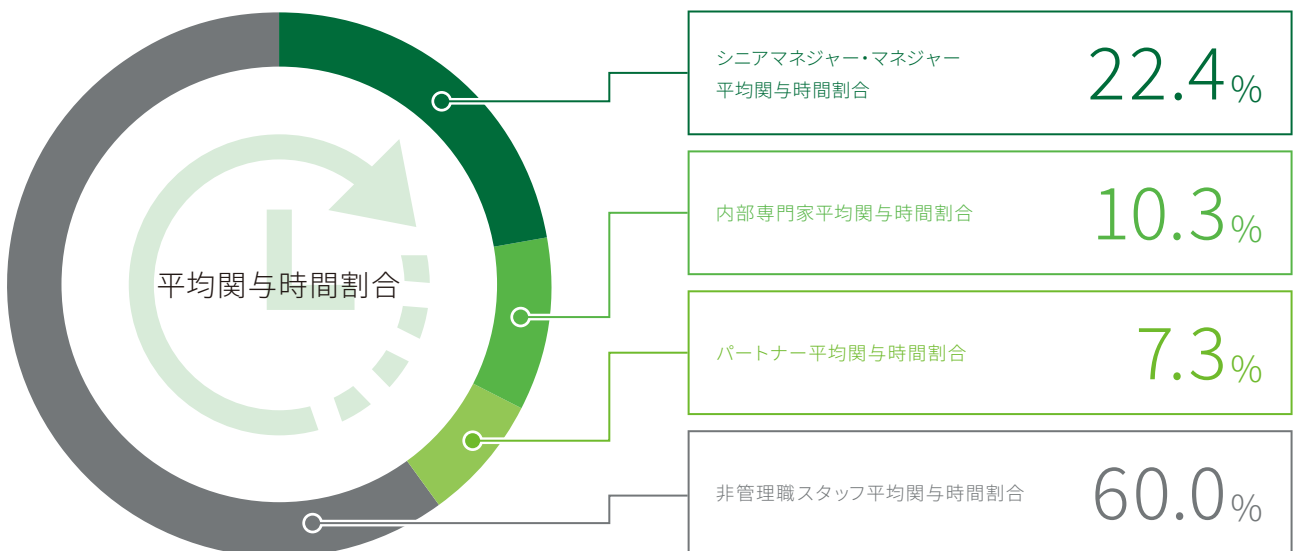 平均関与時間割合
シニアマネジャー・マネジャー
平均関与時間割合
22.4%
内部専門家平均関与時間割合
10.3%
パートナー平均関与時間割合
7.3%
非管理職スタッフ平均関与時間割合
60.0%